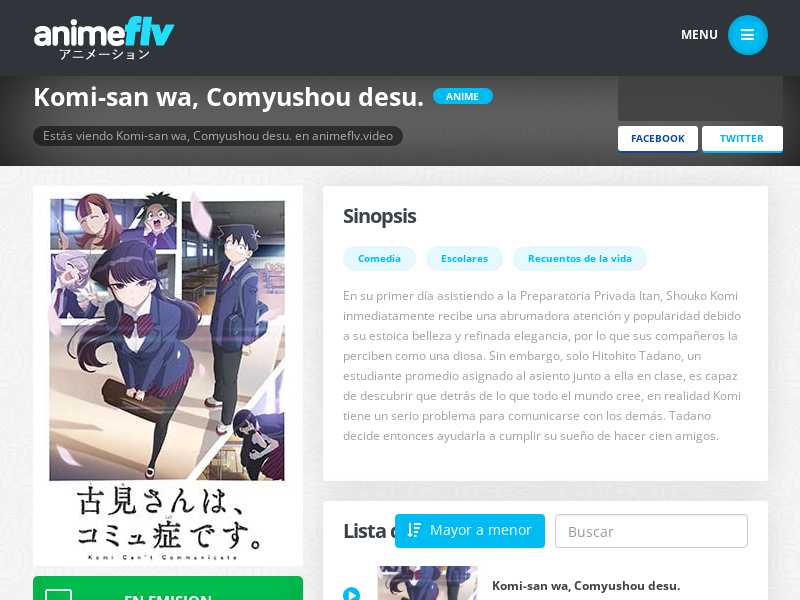 animeflv
アニメーション
MENU
Komi-san wa, Comyushou desu. ANIME
Estás viendo Komi-san wa, Comyushou desu. en animeflv.video
FACEBOOK
TWITTER
古見さんは、
コミュ症です。
Komi Can't Communicate
EN EMISION
Sinopsis
Comedia
Escolares
Recuentos de la vida
En su primer día asistiendo a la Preparatoria Privada Itan, Shouko Komi
inmediatamente recibe una abrumadora atención y popularidad debido
a su estoica belleza y refinada elegancia, por lo que sus compañeros la
perciben como una diosa. Sin embargo, solo Hitohito Tadano, un
estudiante promedio asignado al asiento junto a ella en clase, es capaz
de descubrir que detrás de lo que todo el mundo cree, en realidad Komi
tiene un serio problema para comunicarse con los demás. Tadano
decide entonces ayudarla a cumplir su sueño de hacer cien amigos.
Lista
Mayor a menor
Buscar
Komi-san wa, Comyushou desu.